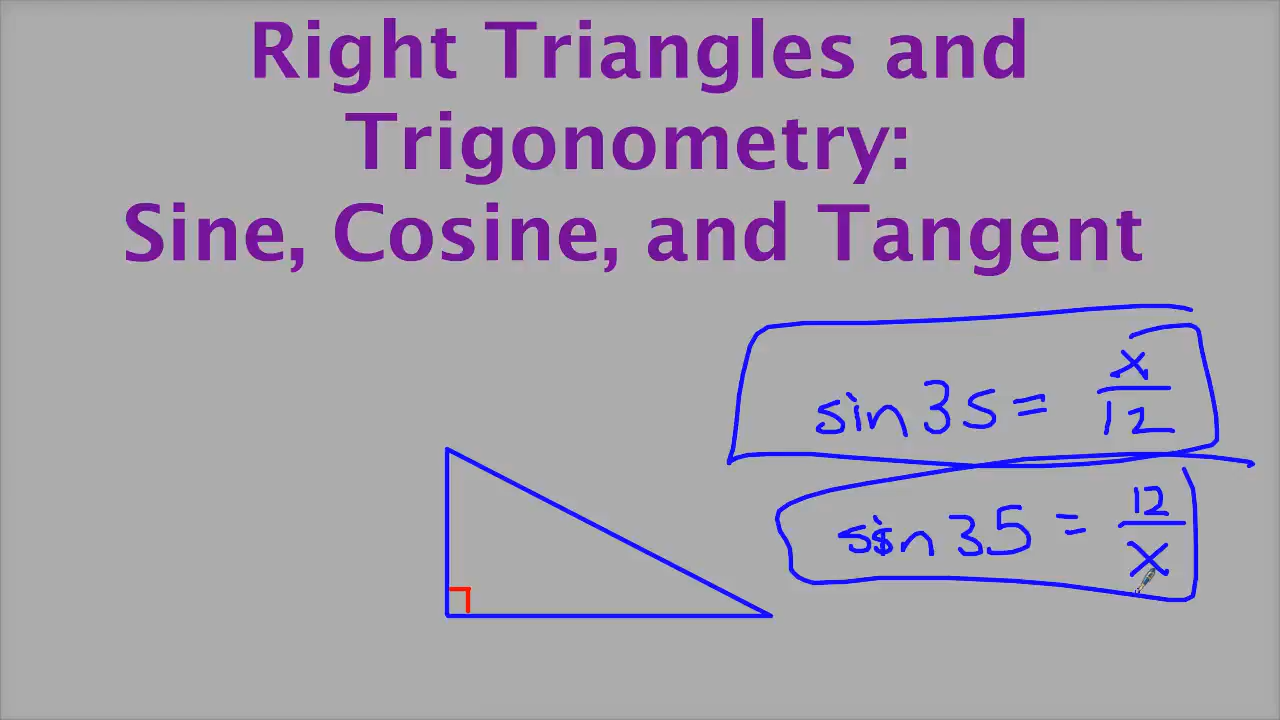 Right Triangles and
Trigonometry:
Sine, Cosine, and Tangent
sin 35 = x/12
sin 35 = 12/x